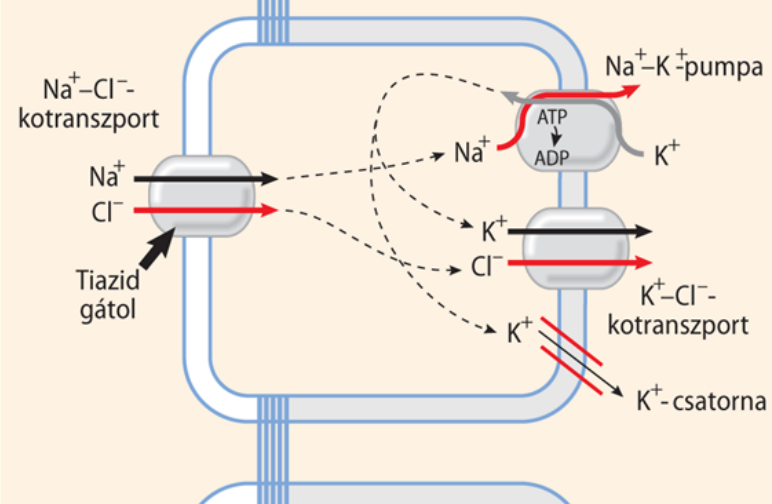 Na⁺–Cl⁻-
kotranszport
Na⁺
Cl⁻
Tiazid
gátol
Na⁺–K⁺-pumpa
ATP
ADP
Na⁺
K⁺
K⁺
Cl⁻
K⁺–Cl⁻-
kotranszport
K⁺
K⁺-csatorna